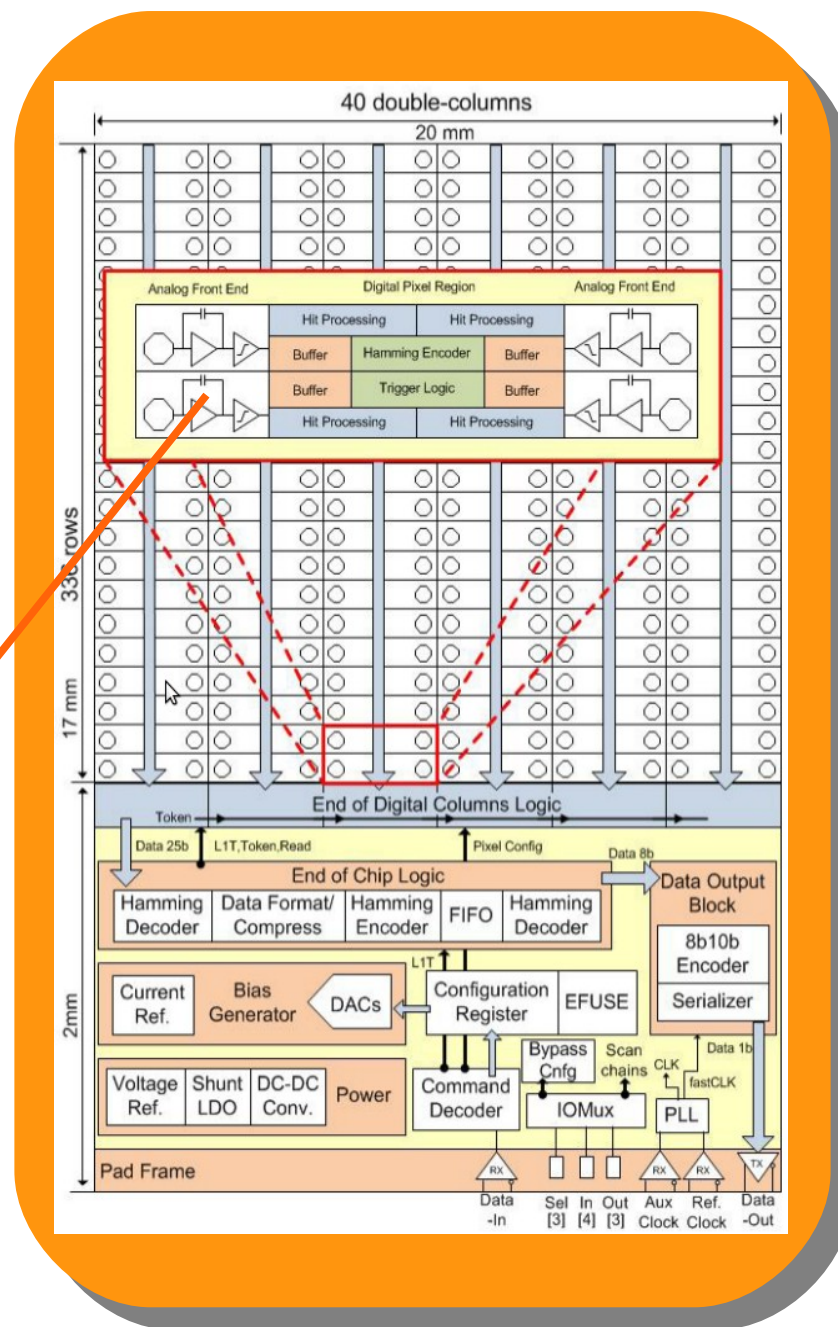 40 double-columns
20 mm
Analog Front End Digital Pixel Region Analog Front End
Hit Processing Hit Processing
Buffer Hamming Encoder Buffer
Buffer Trigger Logic Buffer
Hit Processing Hit Processing
rows
17 mm
2mm
End of Digital Columns Logic
Token
Data 25b L1T,Token,Read Pixel Config Data 8b
End of Chip Logic
Hamming Decoder
Data Format/ Compress
Hamming Encoder
FIFO
Hamming Decoder
Data Output
Block
8b10b
Encoder
Serializer
L1T
Current
Ref.
Bias
Generator
DACs
Configuration
Register
EFUSE
Voltage
Ref.
Shunt
LDO
DC-DC
Conv.
Power
Command
Decoder
Bypass
Cnfg
Scan
chains
IOMux
CLK
fastCLK
Data 1b
PLL
Pad Frame
RX
RX
RX
TX
Data
-In
Sel
[3]
In
[4]
Out
[3]
Aux
Clock
Ref.
Clock
Data
-Out